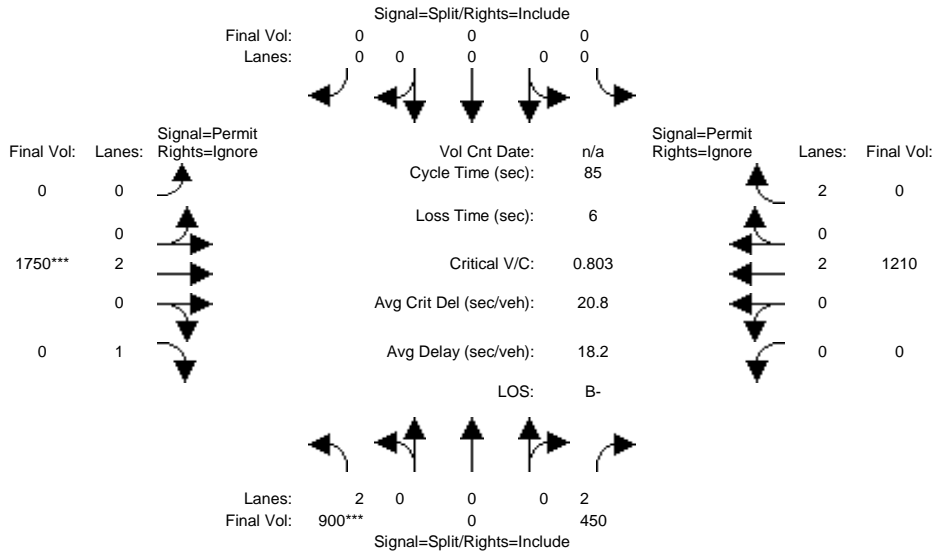 Signal=Split/Rights=Include
Final Vol: 0 0 0
Lanes: 0 0 0 0 0
Signal=Permit Signal=Permit
Final Vol: Lanes: Rights=Ignore Vol Cnt Date: n/a Rights=Ignore Lanes: Final Vol:
0 0 Cycle Time (sec): 85 2 0
Loss Time (sec): 6
0 0
1750*** 2 Critical V/C: 0.803 2 1210
0 Avg Crit Del (sec/veh): 20.8 0
0 1 Avg Delay (sec/veh): 18.2 0 0
LOS: B-
Lanes: 2 0 0 0 2
Final Vol: 900*** 0 450
Signal=Split/Rights=Include